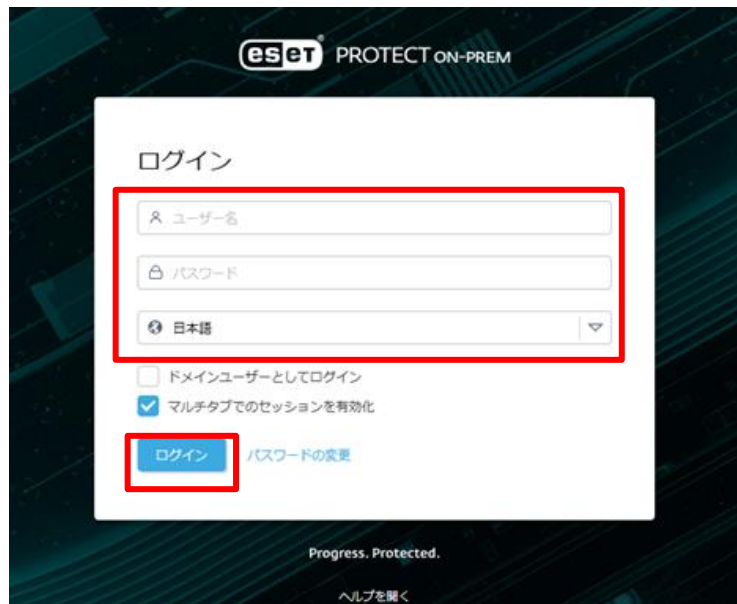 eseT PROTECT ON-PREM
ログイン
ユーザー名
パスワード
日本語
ドメインユーザーとしてログイン
マルチタブでのセッションを有効化
ログイン パスワードの変更
Progress. Protected.
ヘルプを開く